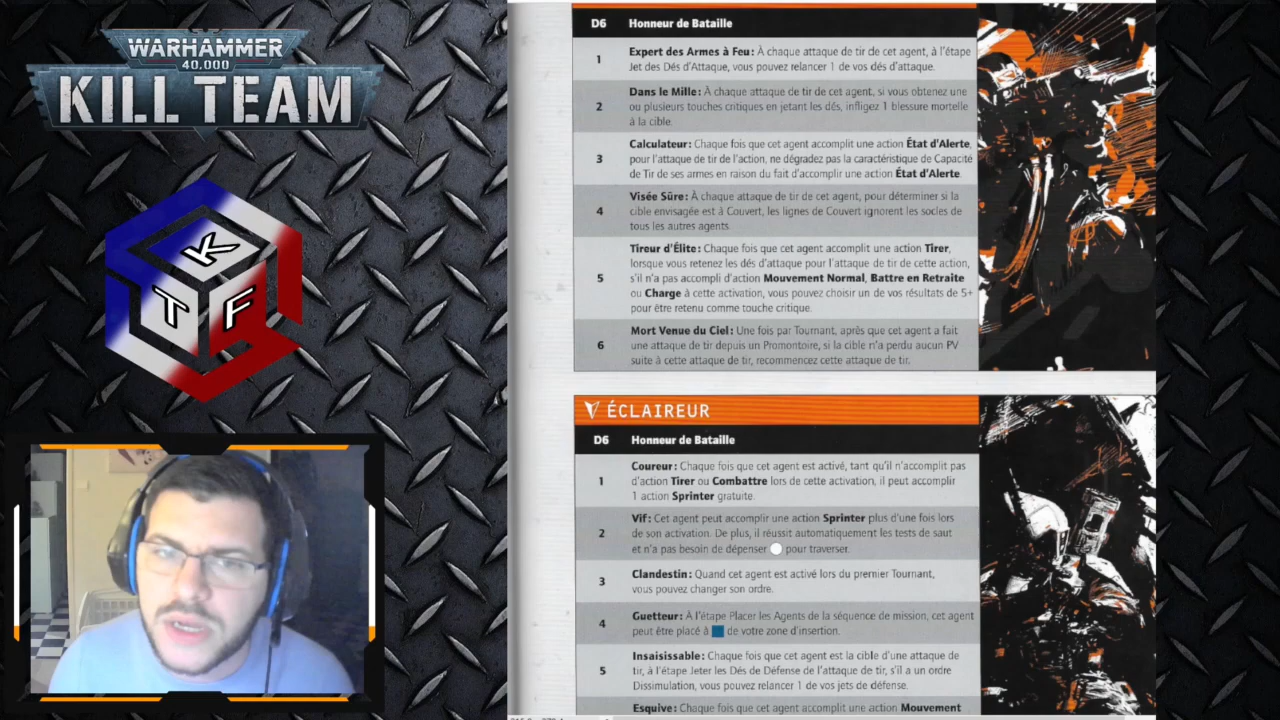 WARHAMMER
40,000
KILL TEAM
K
T F
D6 Honneur de Bataille
1 Expert des Armes à Feu : À chaque attaque de tir de cet agent, à l'étape
Jet des Dés d'Attaque, vous pouvez relancer 1 de vos dés d'attaque.
2 Dans le Mille : À chaque attaque de tir de cet agent, si vous obtenez une
ou plusieurs touches critiques en jetant les dés, infligez 1 blessure mortelle
à la cible.
3 Calculateur : Chaque fois que cet agent accomplit une action État d'Alerte,
pour l'attaque de tir de l'action, ne dégradez pas la caractéristique de Capacité
de Tir de ses armes en raison du fait d'accomplir une action État d'Alerte.
4 Visée Sûre : À chaque attaque de tir de cet agent, pour déterminer si la
cible envisagée est à Couvert, les lignes de Couvert ignorent les socles de
tous les autres agents.
5 Tireur d'Élite : Chaque fois que cet agent accomplit une action Tirer,
lorsque vous retenez les dés d'attaque pour l'attaque de tir de cette action,
s'il n'a pas accompli d'action Mouvement Normal, Battre en Retraite
ou Charge à cette activation, vous pouvez choisir un de vos résultats de 5+
pour être retenu comme touche critique.
6 Mort Venue du Ciel : Une fois par Tournant, après que cet agent a fait
une attaque de tir depuis un Promontoire, si la cible n'a perdu aucun PV
suite à cette attaque de tir, recommencez cette attaque de tir.
ÉCLAIREUR
D6 Honneur de Bataille
1 Coureur : Chaque fois que cet agent est activé, tant qu'il n'accomplit pas
d'action Tirer ou Combattre lors de cette activation, il peut accomplir
1 action Sprinter gratuite.
2 Vif : Cet agent peut accomplir une action Sprinter plus d'une fois lors
de son activation. De plus, il réussit automatiquement les tests de saut
et n'a pas besoin de dépenser pour traverser.
3 Clandestin : Quand cet agent est activé lors du premier Tournant,
vous pouvez changer son ordre.
4 Guetteur : À l'étape Placer les Agents de la séquence de mission, cet agent
peut être placé à de votre zone d'insertion.
5 Insaisissable : Chaque fois que cet agent est la cible d'une attaque de
tir, à l'étape Jeter les Dés de Défense de l'attaque de tir, s'il a un ordre
Dissimulation, vous pouvez relancer 1 de vos jets de défense.
Esquive : Chaque fois que cet agent accomplit une action Mouvement